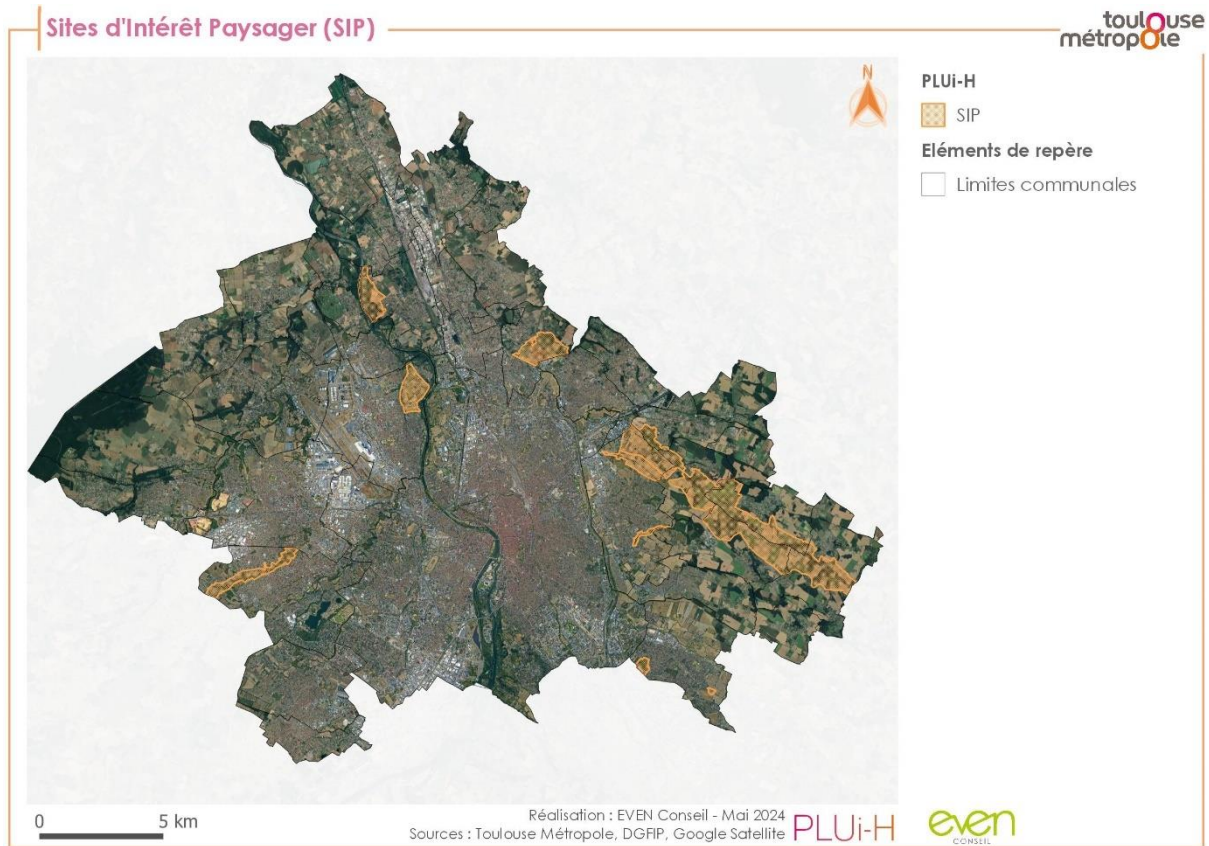 Sites d'Intérêt Paysager (SIP)
toulouse
métropole
N
PLUi-H
SIP
Eléments de repère
Limites communales
0 5 km
Réalisation : EVEN Conseil - Mai 2024
Sources : Toulouse Métropole, DGFIP, Google Satellite
PLUi-H
even
CONSEIL